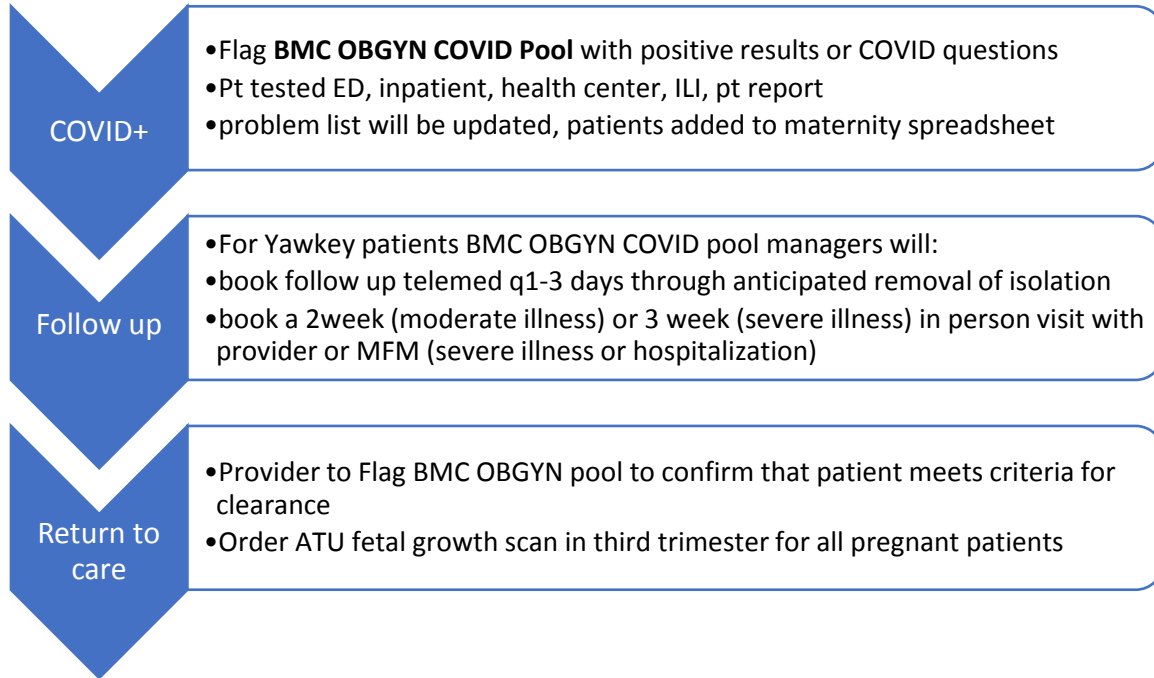 COVID+
•Flag BMC OBGYN COVID Pool with positive results or COVID questions
•Pt tested ED, inpatient, health center, ILI, pt report
•problem list will be updated, patients added to maternity spreadsheet
Follow up
•For Yawkey patients BMC OBGYN COVID pool managers will:
•book follow up telemed q1-3 days through anticipated removal of isolation
•book a 2week (moderate illness) or 3 week (severe illness) in person visit with
provider or MFM (severe illness or hospitalization)
Return to
care
•Provider to Flag BMC OBGYN pool to confirm that patient meets criteria for
clearance
•Order ATU fetal growth scan in third trimester for all pregnant patients